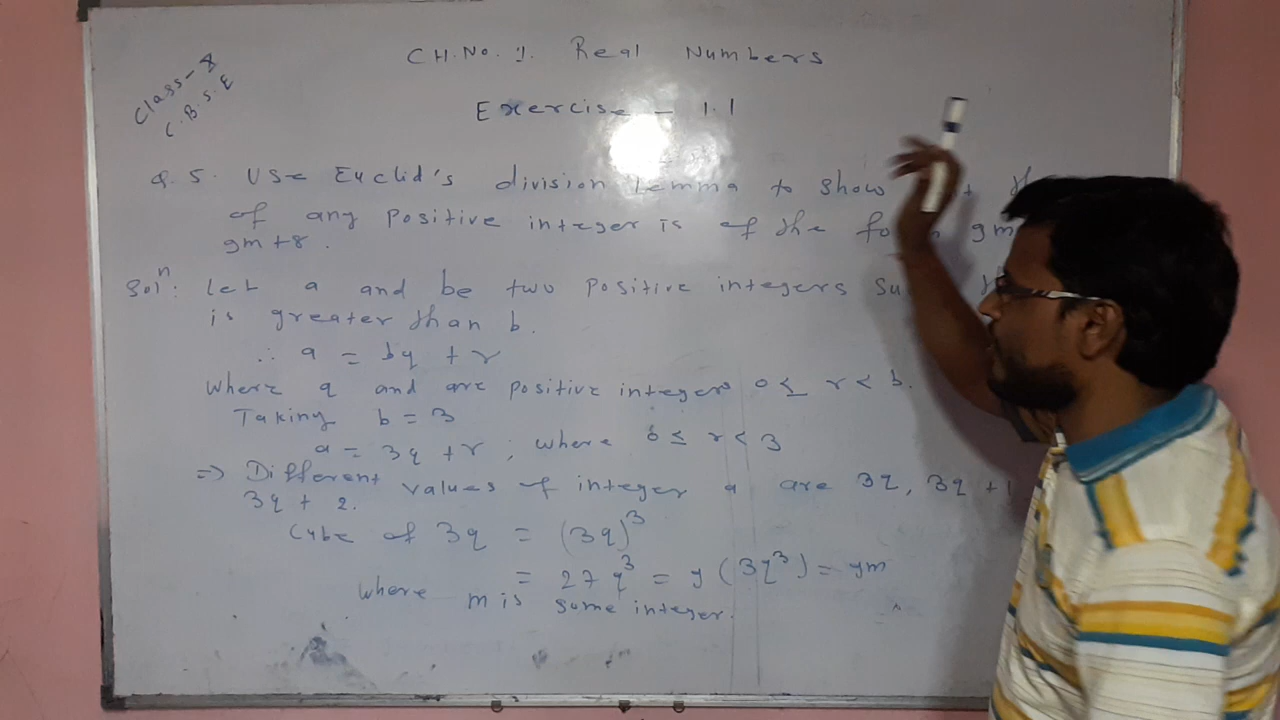 Class-X
C.B.S.E
CH.No. 1. Real Numbers
Exercise - 1.1
Q.5. Use Euclid's division lemma to show
of any positive integer is of the form 9m
9m+8.
Solⁿ: Let a and be two positive integers
is greater than b.
∴ a = bq + r
Where q and are positive integers 0 ≤ r < b.
Taking b = 3
a = 3q + r ; where 0 ≤ r < 3
=> Different values of integer a are 3q, 3q + 1
3q + 2.
Cube of 3q = (3q)³
= 27q³ = 9(3q³) = 9m
where m is some integer.